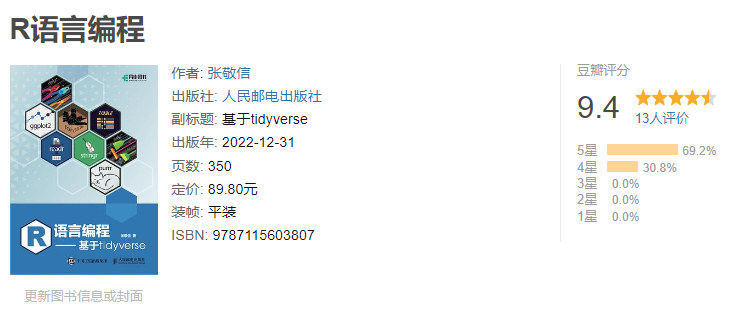 R语言编程
作者: 张敬信
出版社: 人民邮电出版社
副标题: 基于tidyverse
出版年: 2022-12-31
页数: 350
定价: 89.80元
装帧: 平装
ISBN: 9787115603807
豆瓣评分
9.4
13人评价
5星 69.2%
4星 30.8%
3星 0.0%
2星 0.0%
1星 0.0%
ggplot2
readr
stringr
purrr
R 语言编程
—— 基于tidyverse
更新图书信息或封面